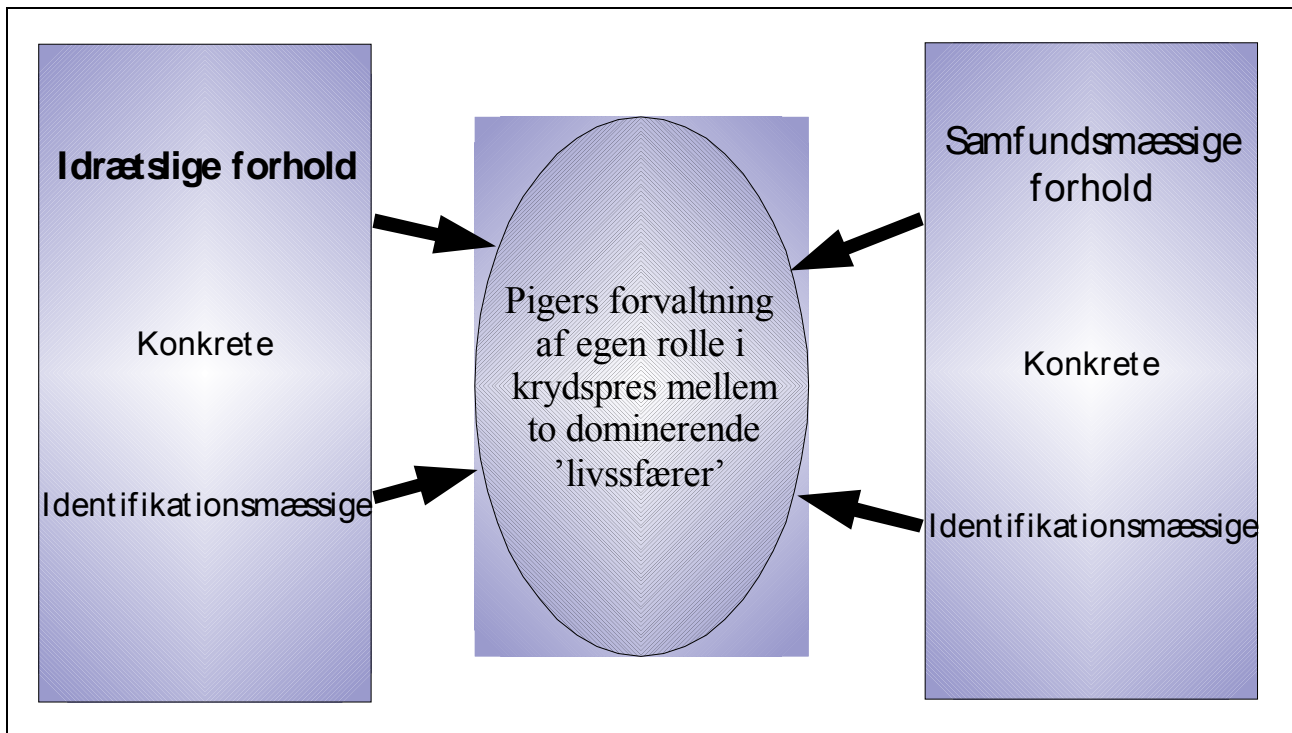 Idrætslige forhold
Konkrete
Identifikationsmæssige
Pigers forvaltning
af egen rolle i
krydspres mellem
to dominerende
’livssfærer’
Samfundsmæssige
forhold
Konkrete
Identifikationsmæssige